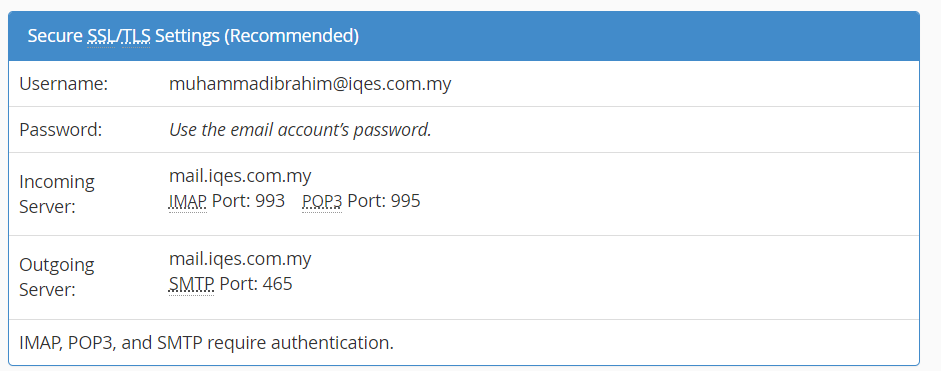 Secure SSL/TLS Settings (Recommended)
Username: muhammadibrahim@iqes.com.my
Password: Use the email account's password.
Incoming Server: mail.iqes.com.my
IMAP Port: 993 POP3 Port: 995
Outgoing Server: mail.iqes.com.my
SMTP Port: 465
IMAP, POP3, and SMTP require authentication.